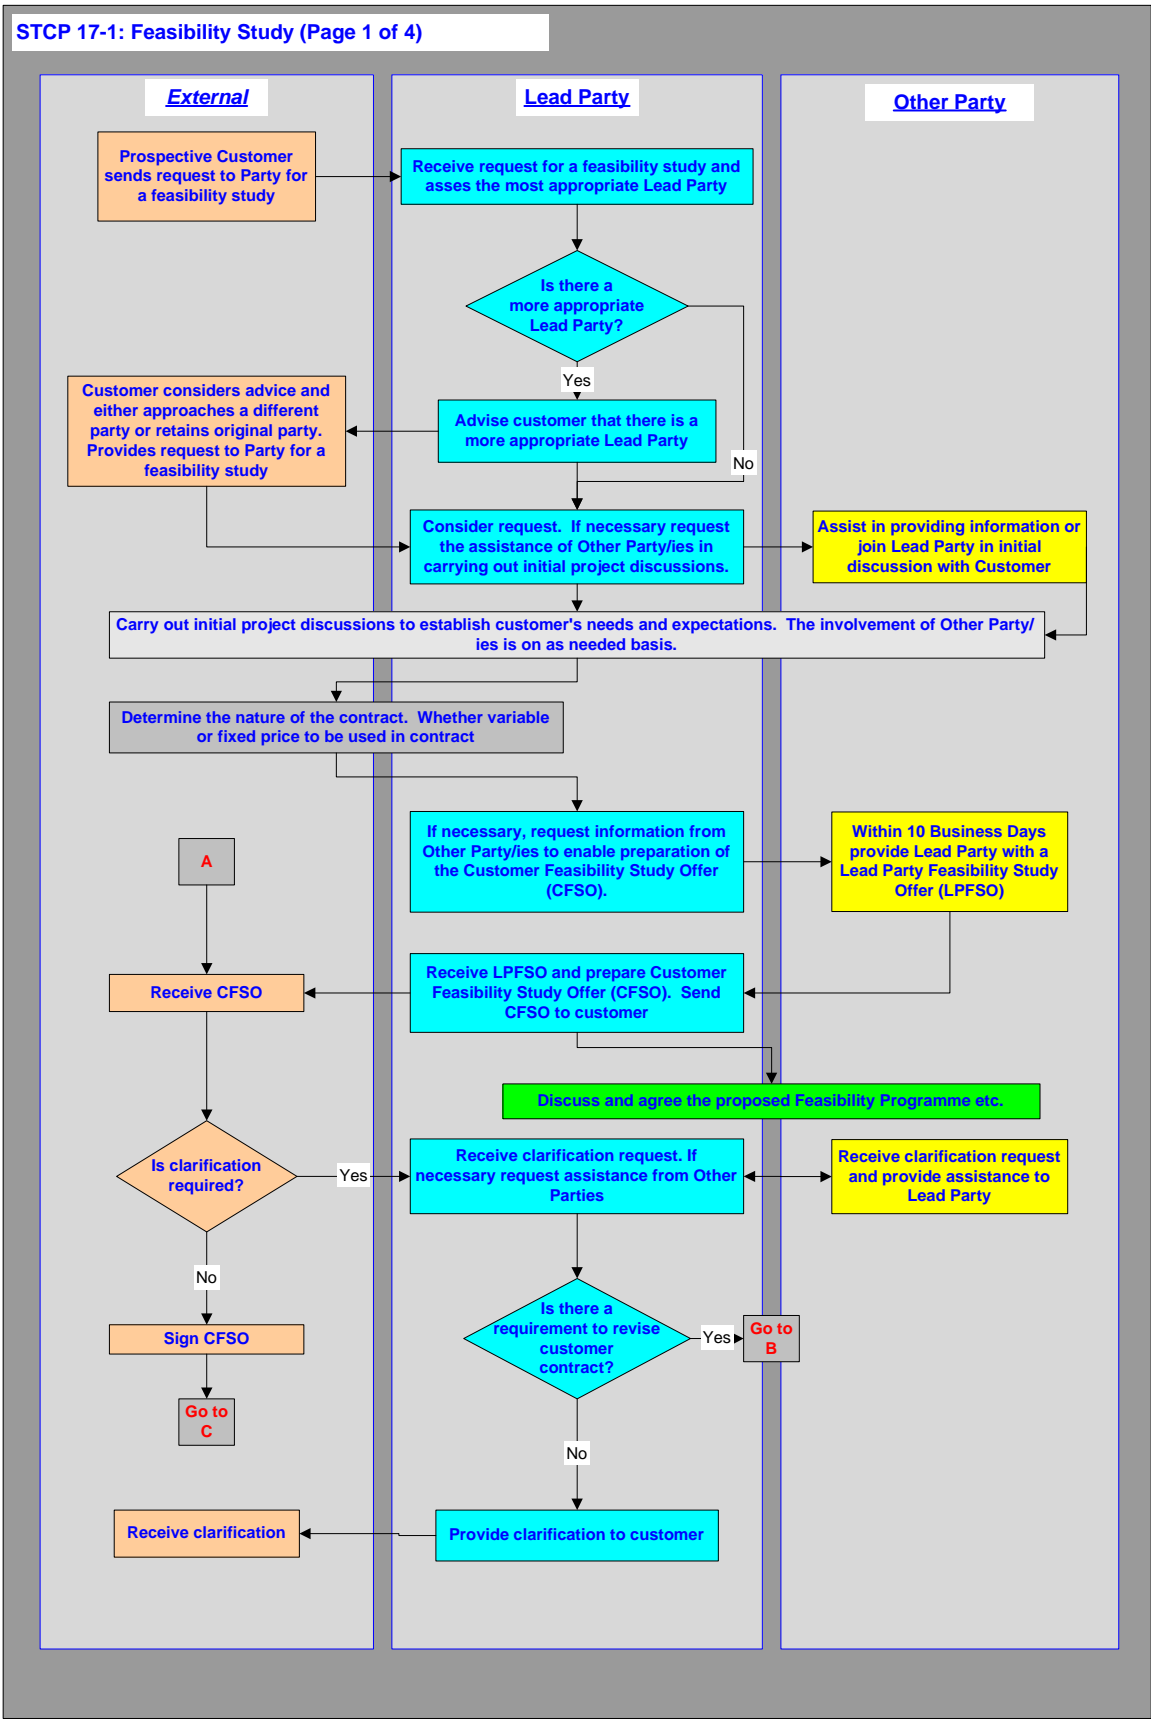 STCP 17-1: Feasibility Study (Page 1 of 4)
External
Lead Party
Other Party
Prospective Customer
sends request to Party for
a feasibility study
Receive request for a feasibility study and
asses the most appropriate Lead Party
Is there a
more appropriate
Lead Party?
Yes
No
Customer considers advice and
either approaches a different
party or retains original party.
Provides request to Party for a
feasibility study
Advise customer that there is a
more appropriate Lead Party
Consider request.  If necessary request
the assistance of Other Party/ies in
carrying out initial project discussions.
Assist in providing information or
join Lead Party in initial
discussion with Customer
Carry out initial project discussions to establish customer's needs and expectations.  The involvement of Other Party/
ies is on as needed basis.
Determine the nature of the contract.  Whether variable
or fixed price to be used in contract
If necessary, request information from
Other Party/ies to enable preparation of
the Customer Feasibility Study Offer
(CFSO).
Within 10 Business Days
provide Lead Party with a
Lead Party Feasibility Study
Offer (LPFSO)
A
Receive CFSO
Receive LPFSO and prepare Customer
Feasibility Study Offer (CFSO).  Send
CFSO to customer
Discuss and agree the proposed Feasibility Programme etc.
Is clarification
required?
Yes
Receive clarification request. If
necessary request assistance from Other
Parties
Receive clarification request
and provide assistance to
Lead Party
No
Sign CFSO
Go to
C
Is there a
requirement to revise
customer
contract?
Yes
Go to
B
No
Receive clarification
Provide clarification to customer